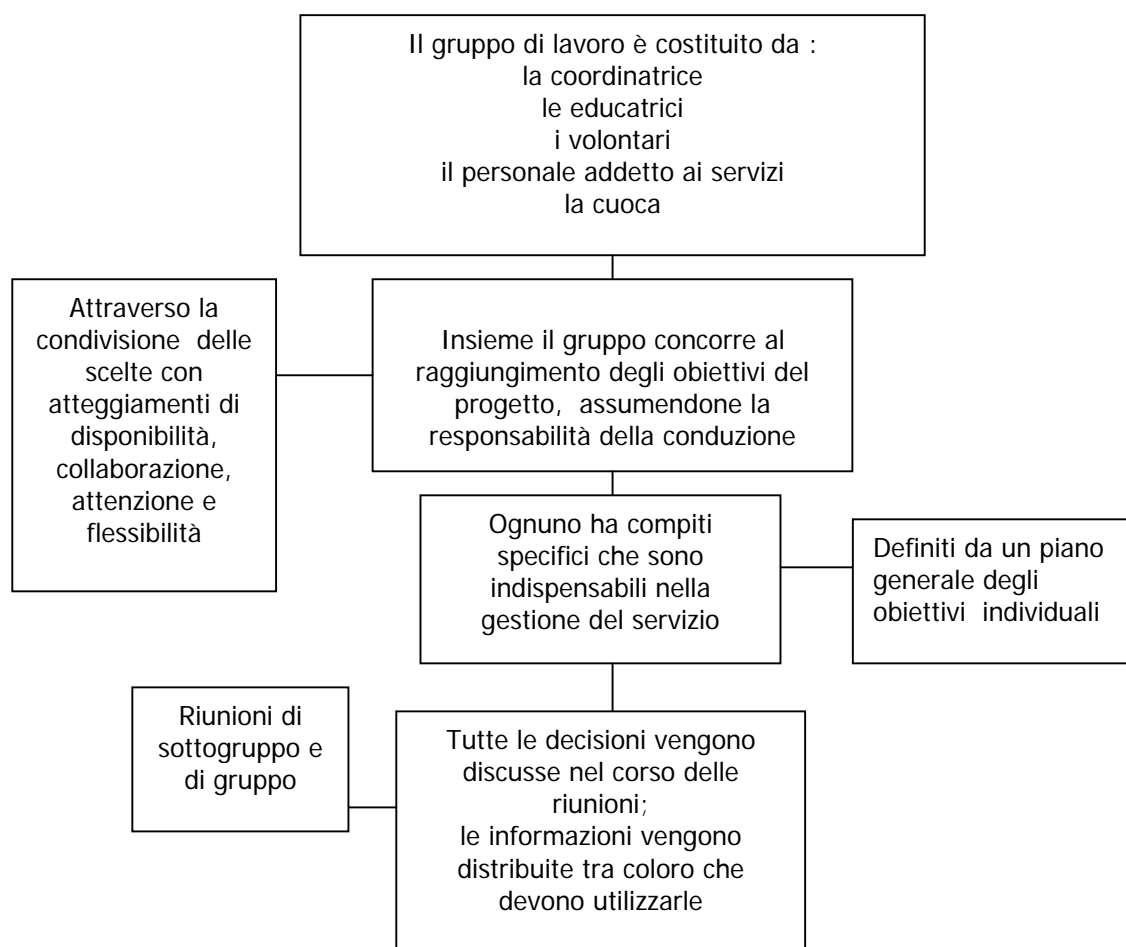 Il gruppo di lavoro è costituito da :
la coordinatrice
le educatrici
i volontari
il personale addetto ai servizi
la cuoca
Attraverso la
condivisione delle
scelte con
atteggiamenti di
disponibilità,
collaborazione,
attenzione e
flessibilità
Insieme il gruppo concorre al
raggiungimento degli obiettivi del
progetto, assumendone la
responsabilità della conduzione
Ognuno ha compiti
specifici che sono
indispensabili nella
gestione del servizio
Definiti da un piano
generale degli
obiettivi individuali
Riunioni di
sottogruppo e
di gruppo
Tutte le decisioni vengono
discusse nel corso delle
riunioni;
le informazioni vengono
distribuite tra coloro che
devono utilizzarle